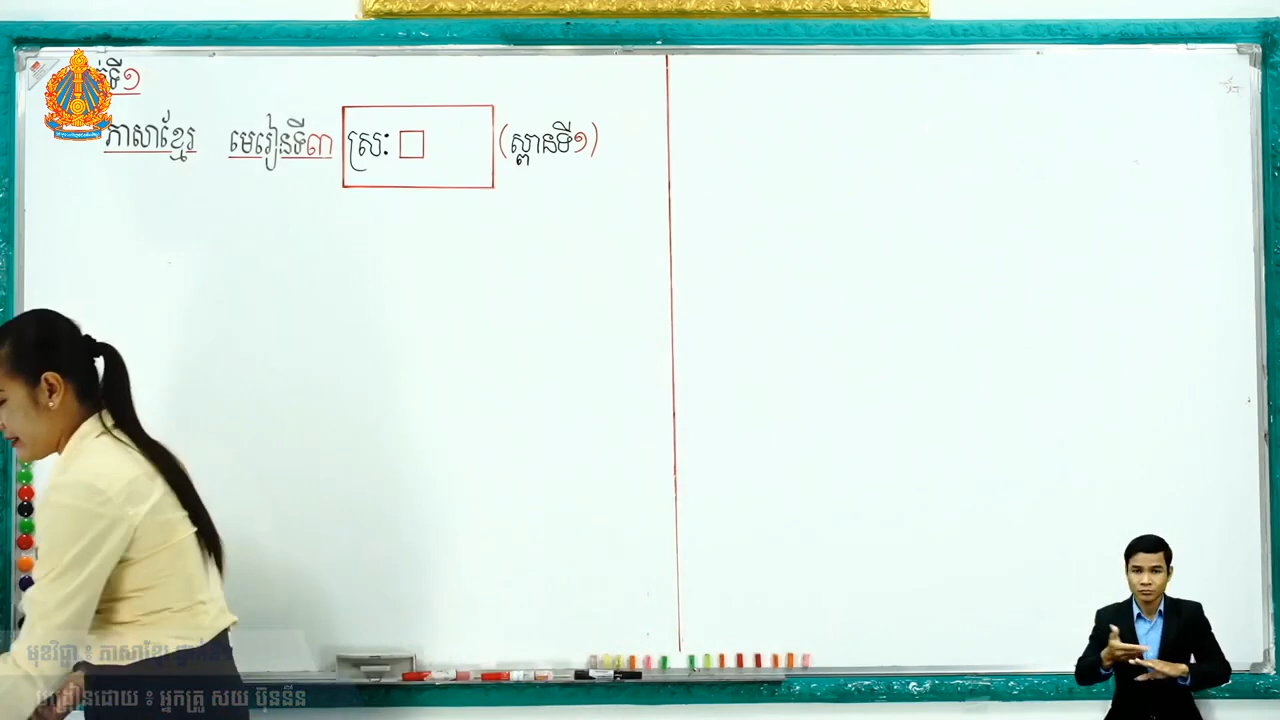 ទី១
ភាសាខ្មែរ មេរៀនទី៣ ស្រៈ (ស្ពានទី១)
មុខវិជ្ជា ៖ ភាសាខ្មែរ
បង្រៀនដោយ ៖ អ្នកគ្រូ សយ ប៊ុននីន